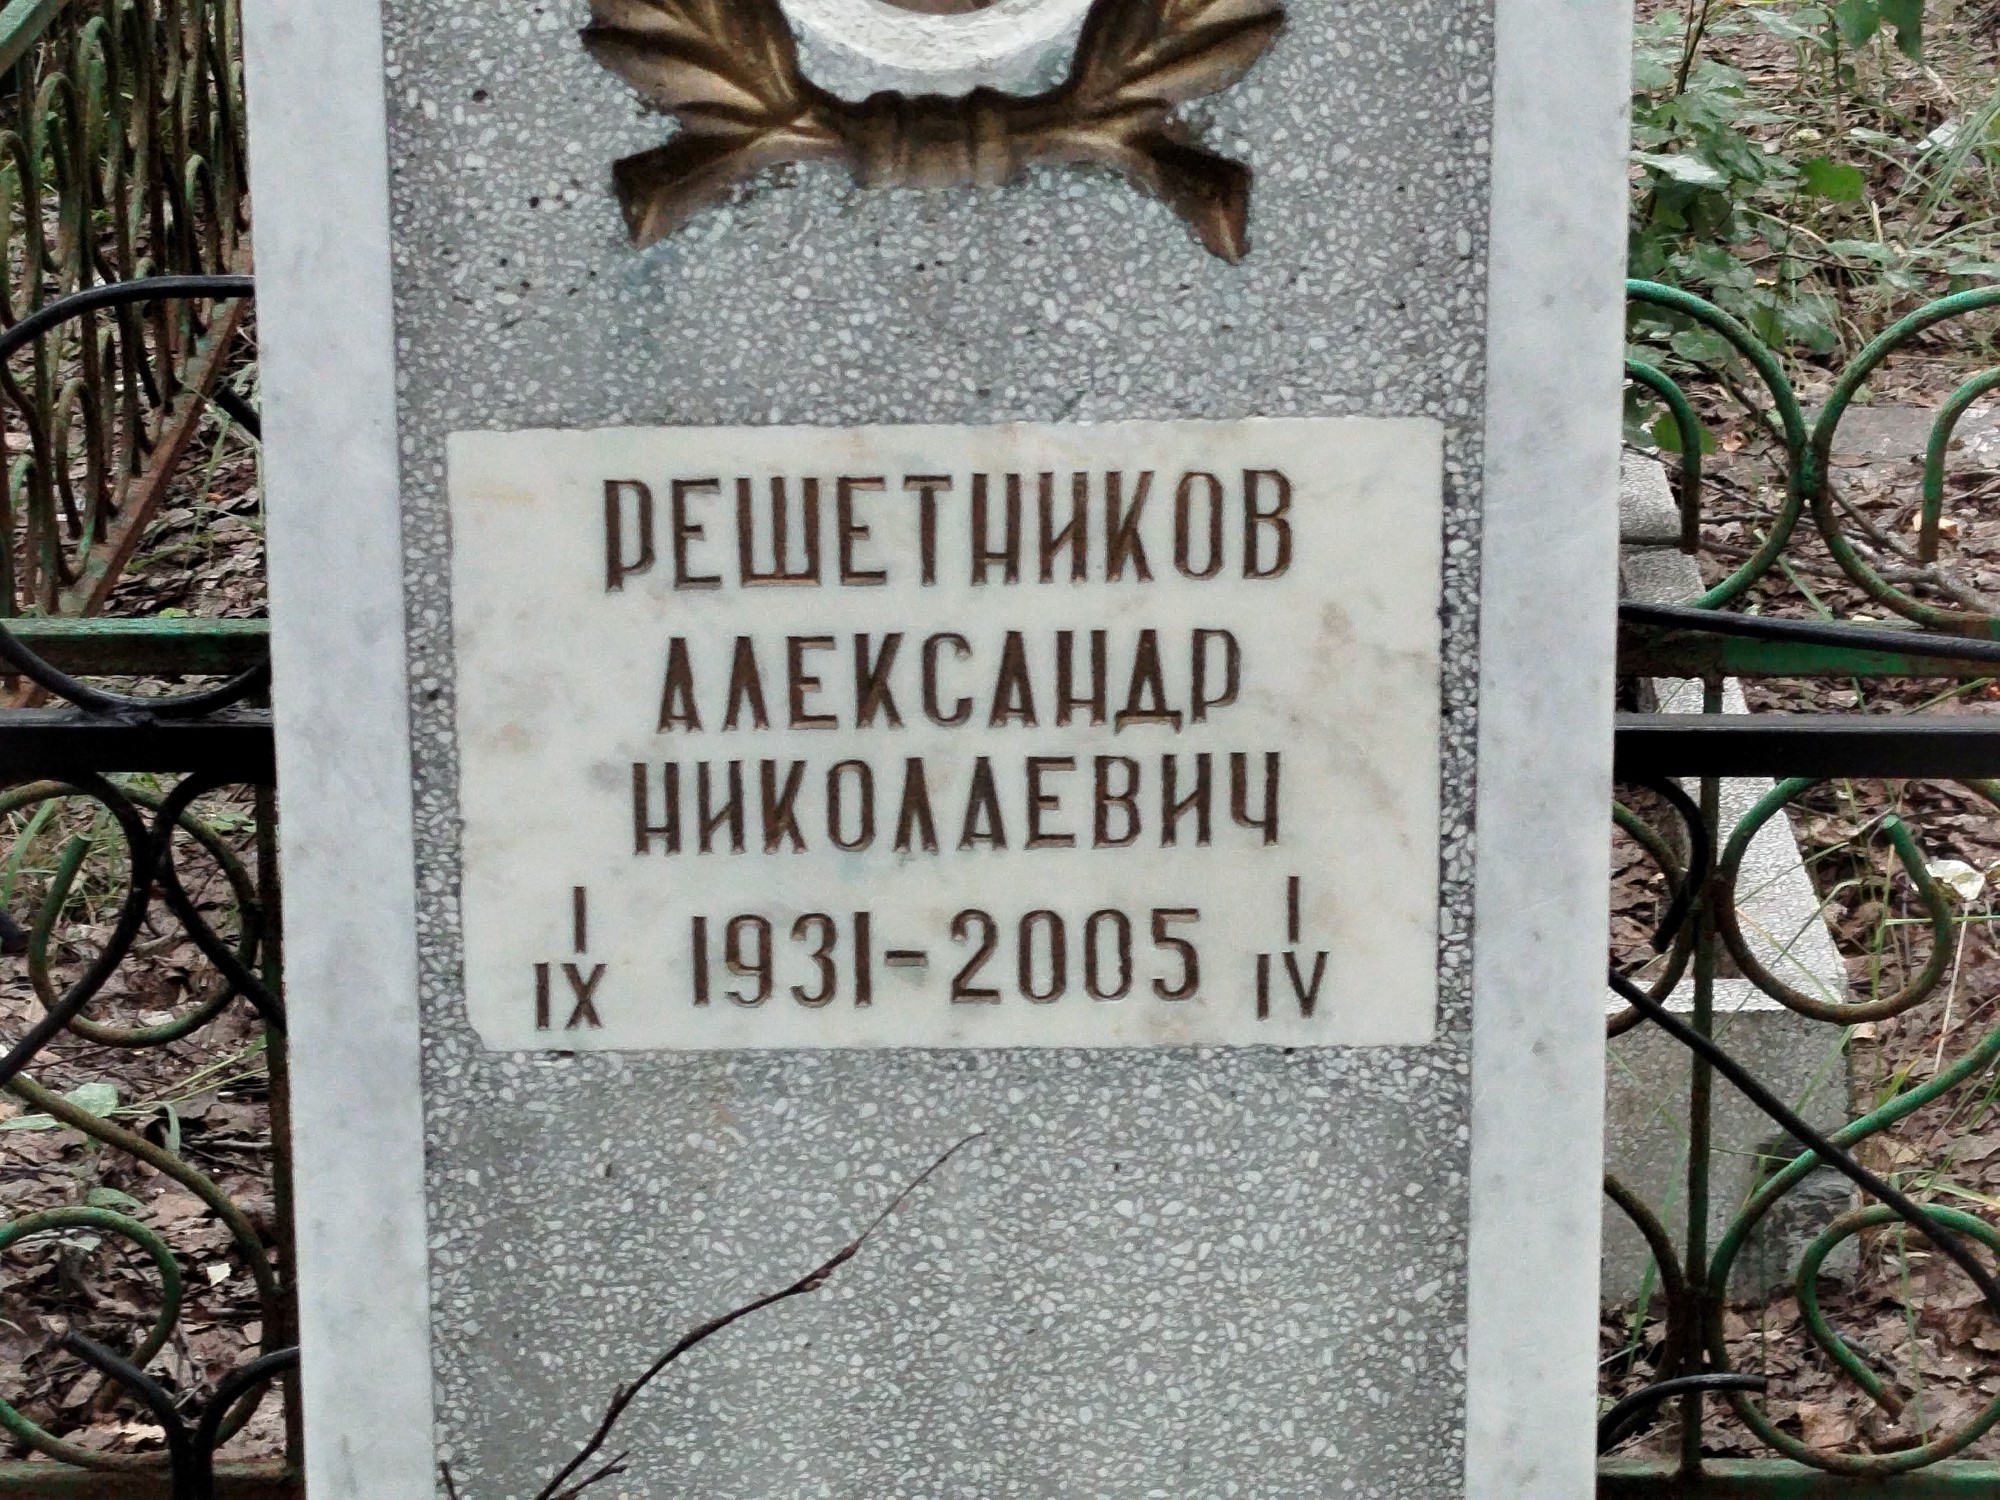 РЕШЕТНИКОВ
АЛЕКСАНДР
НИКОЛАЕВИЧ
I
IX 1931-2005 I
IV